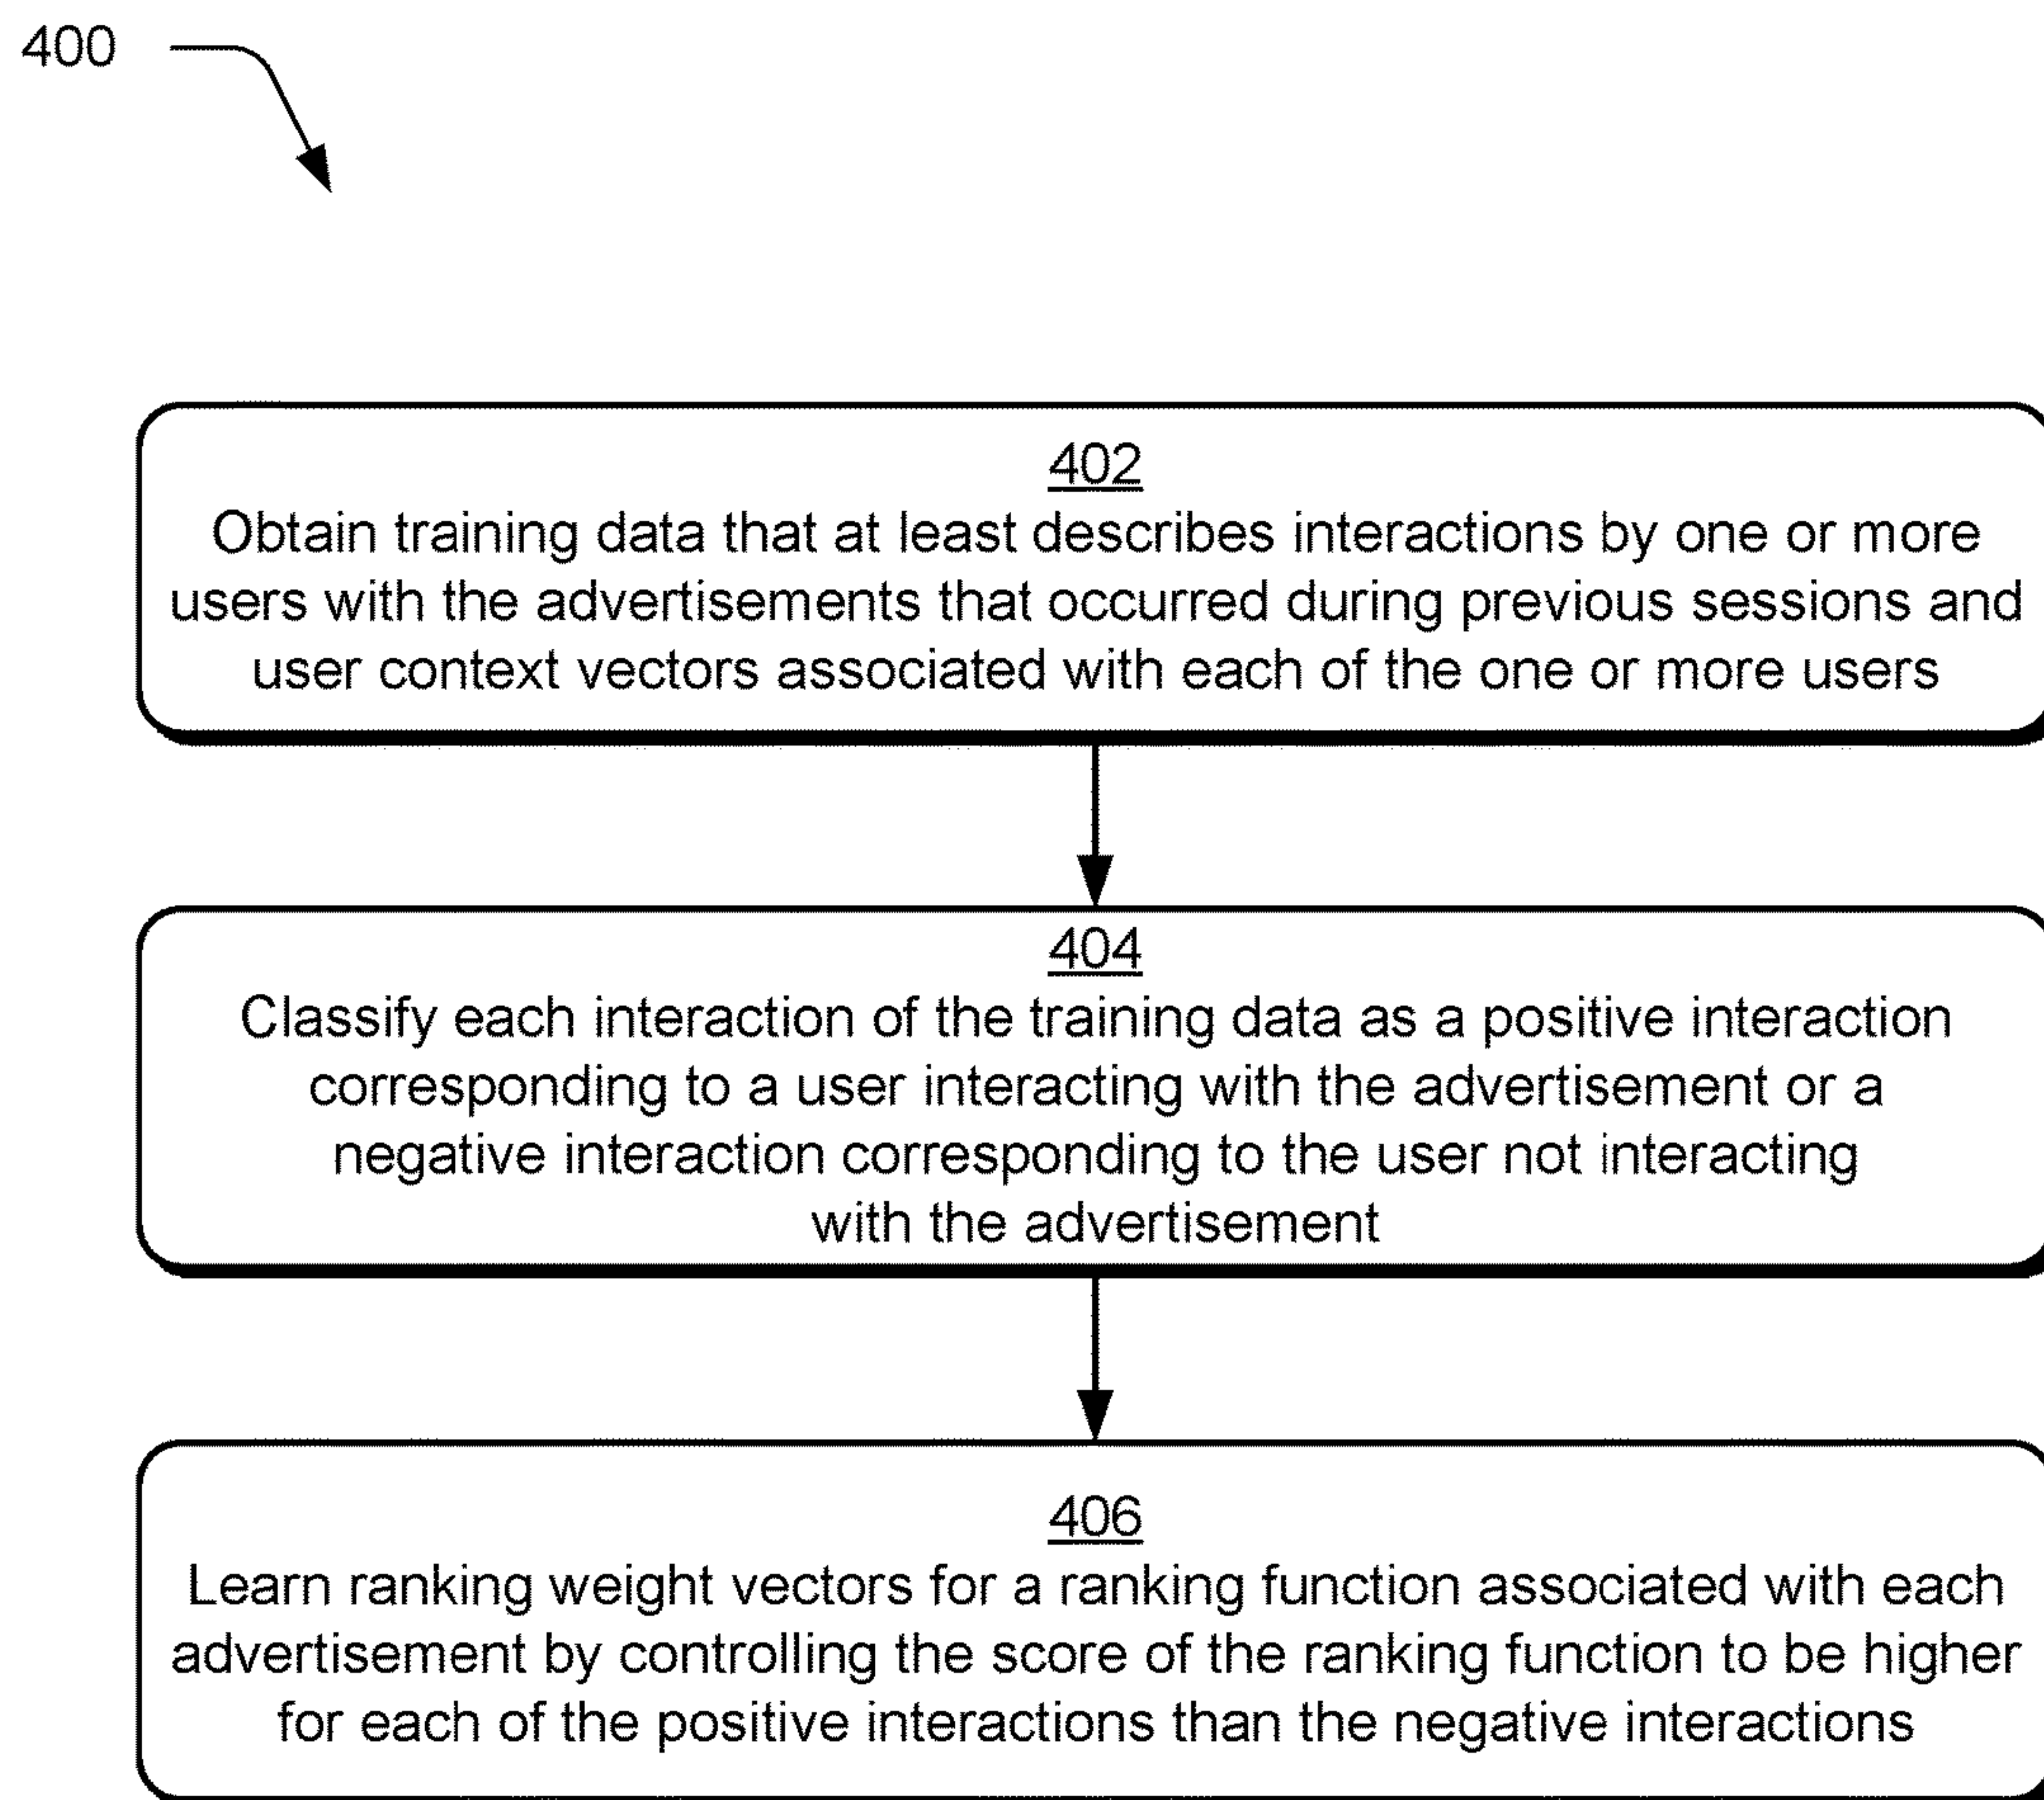 400
402
Obtain training data that at least describes interactions by one or more
users with the advertisements that occurred during previous sessions and
user context vectors associated with each of the one or more users
404
Classify each interaction of the training data as a positive interaction
corresponding to a user interacting with the advertisement or a
negative interaction corresponding to the user not interacting
with the advertisement
406
Learn ranking weight vectors for a ranking function associated with each
advertisement by controlling the score of the ranking function to be higher
for each of the positive interactions than the negative interactions